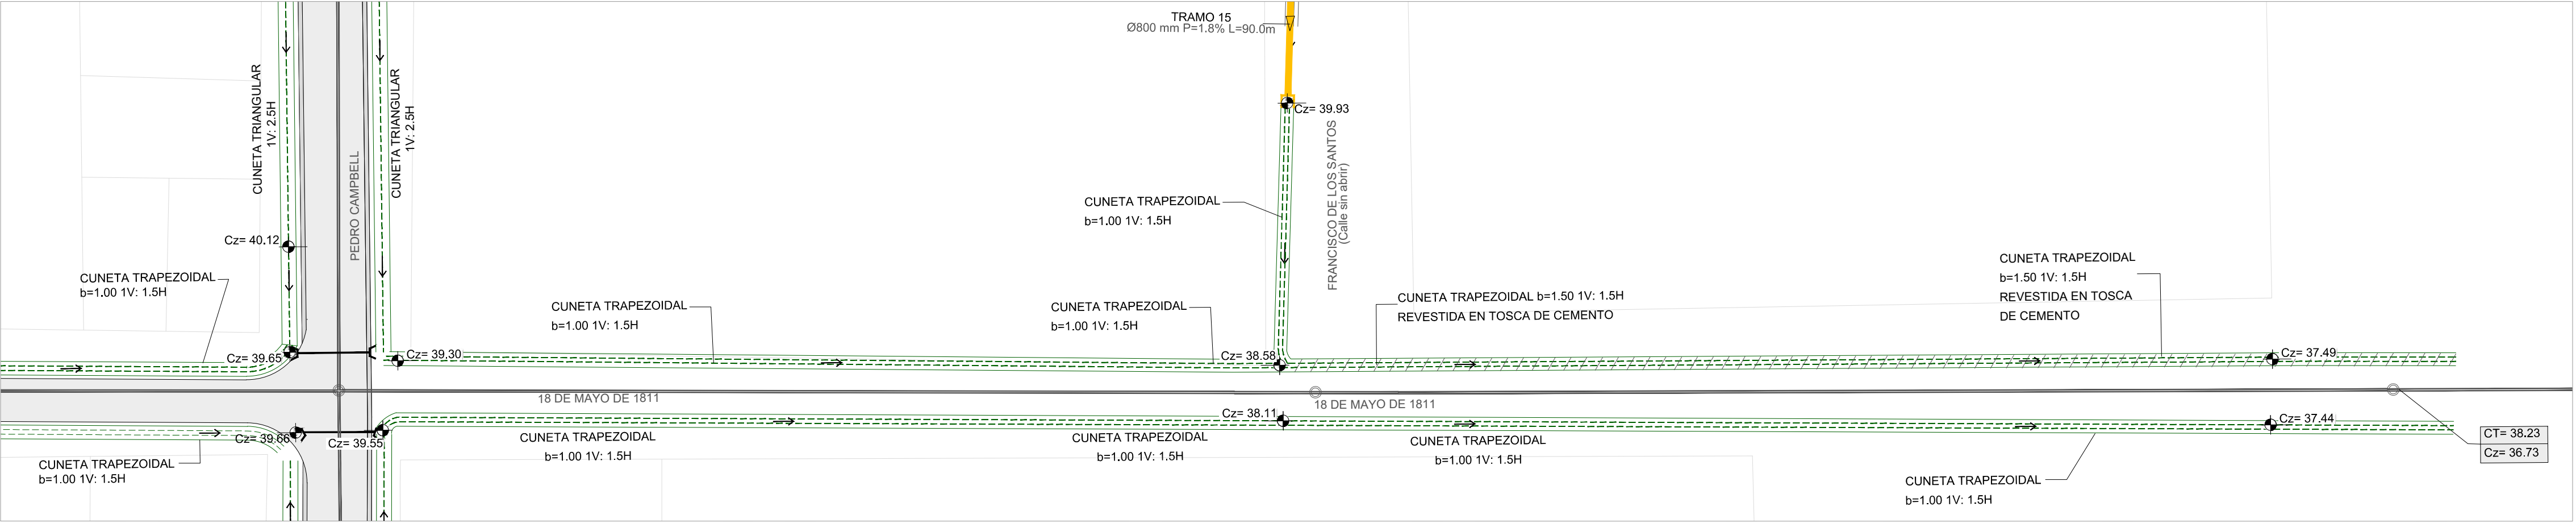 TRAMO 15
Ø800 mm P=1.8% L=90.0m
Cz= 39.93
CUNETA TRIANGULAR
1V: 2.5H
PEDRO CAMPBELL
CUNETA TRIANGULAR
1V: 2.5H
FRANCISCO DE LOS SANTOS
(Calle sin abrir)
CUNETA TRAPEZOIDAL
b=1.00 1V: 1.5H
Cz= 40.12
CUNETA TRAPEZOIDAL
b=1.00 1V: 1.5H
CUNETA TRAPEZOIDAL
b=1.00 1V: 1.5H
CUNETA TRAPEZOIDAL
b=1.00 1V: 1.5H
CUNETA TRAPEZOIDAL b=1.50 1V: 1.5H
REVESTIDA EN TOSCA DE CEMENTO
CUNETA TRAPEZOIDAL
b=1.50 1V: 1.5H
REVESTIDA EN TOSCA
DE CEMENTO
Cz= 39.65
Cz= 39.30
Cz= 38.58
Cz= 37.49
18 DE MAYO DE 1811
18 DE MAYO DE 1811
Cz= 39.66
Cz= 39.55
Cz= 38.11
Cz= 37.44
CUNETA TRAPEZOIDAL
b=1.00 1V: 1.5H
CUNETA TRAPEZOIDAL
b=1.00 1V: 1.5H
CUNETA TRAPEZOIDAL
b=1.00 1V: 1.5H
CUNETA TRAPEZOIDAL
b=1.00 1V: 1.5H
CUNETA TRAPEZOIDAL
b=1.00 1V: 1.5H
CT= 38.23
Cz= 36.73